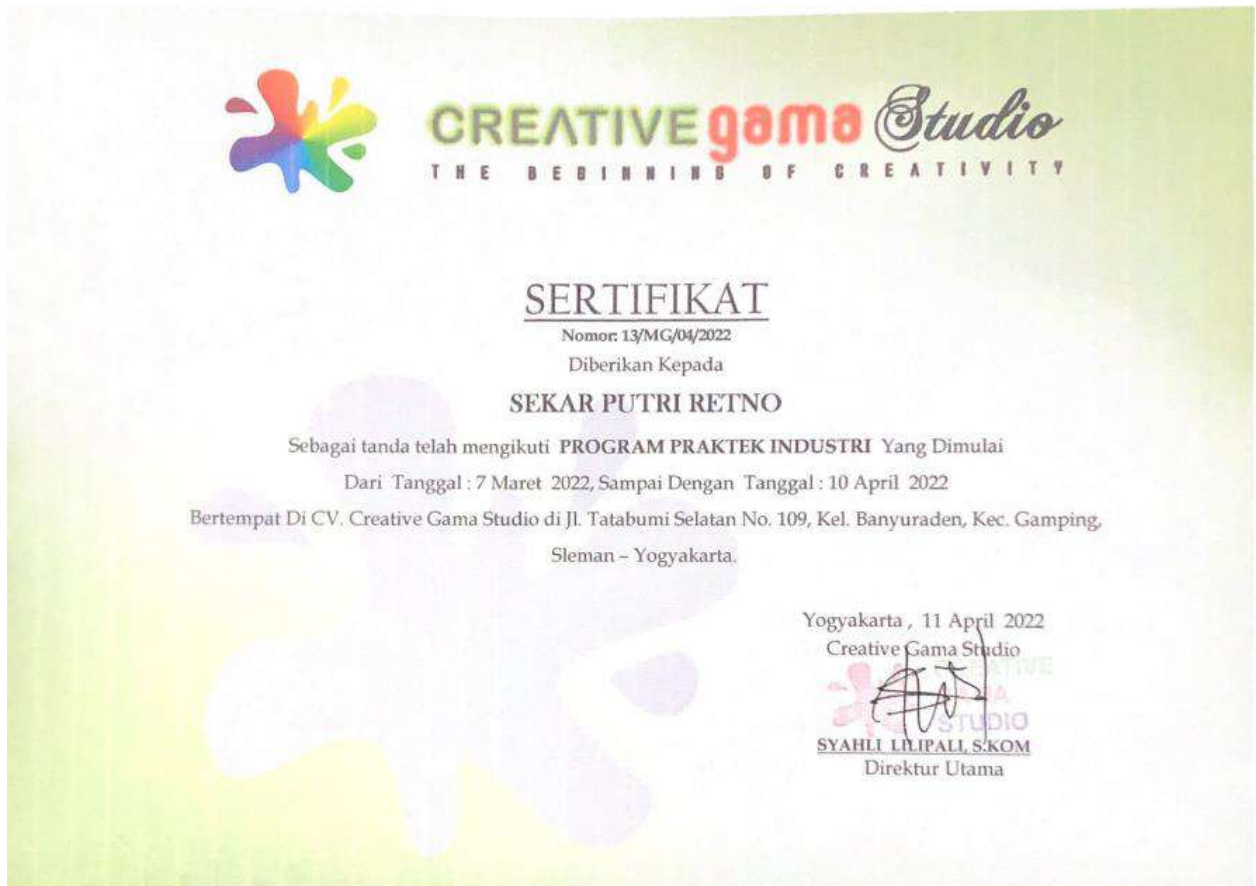 CREATIVE gama Studio
THE BEGINNING OF CREATIVITY
SERTIFIKAT
Nomor: 13/MG/04/2022
Diberikan Kepada
SEKAR PUTRI RETNO
Sebagai tanda telah mengikuti PROGRAM PRAKTEK INDUSTRI Yang Dimulai
Dari Tanggal : 7 Maret 2022, Sampai Dengan Tanggal : 10 April 2022
Bertempat Di CV. Creative Gama Studio di Jl. Tatabumi Selatan No. 109, Kel. Banyuraden, Kec. Gamping,
Sleman – Yogyakarta.
Yogyakarta , 11 April 2022
Creative Gama Studio
CREATIVE
GAMA
STUDIO
SYAHLI LILIPALI, S.KOM
Direktur Utama